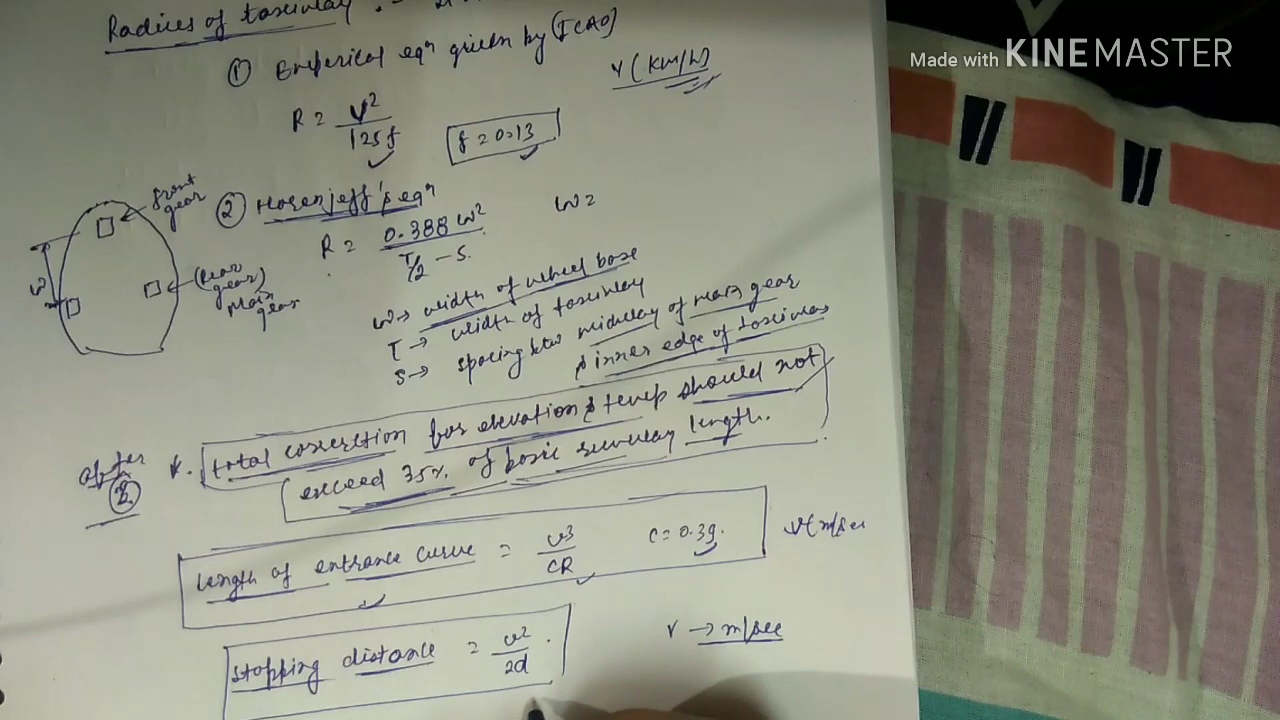 Radius of taxiway :-
① Emperical eqⁿ given by (ICAO)
V (KM/h)
R = V²/125f
f = 0.13
② Horonjeff's eqⁿ
R = 0.388 w²/(T/2 - S)
w =
front gear
(rear gear) Main gear
w
w → width of wheel base
T → width of taxiway
S → spacing btw midway of main gear
& inner edge of taxiway
after ②
*. total correction for elevation & temp should not
exceed 35% of basic runway length.
length of entrance curve = v³/CR
C = 0.39
V(m/sec
stopping distance = v²/2d .
V → m/sec
Made with KINEMASTER